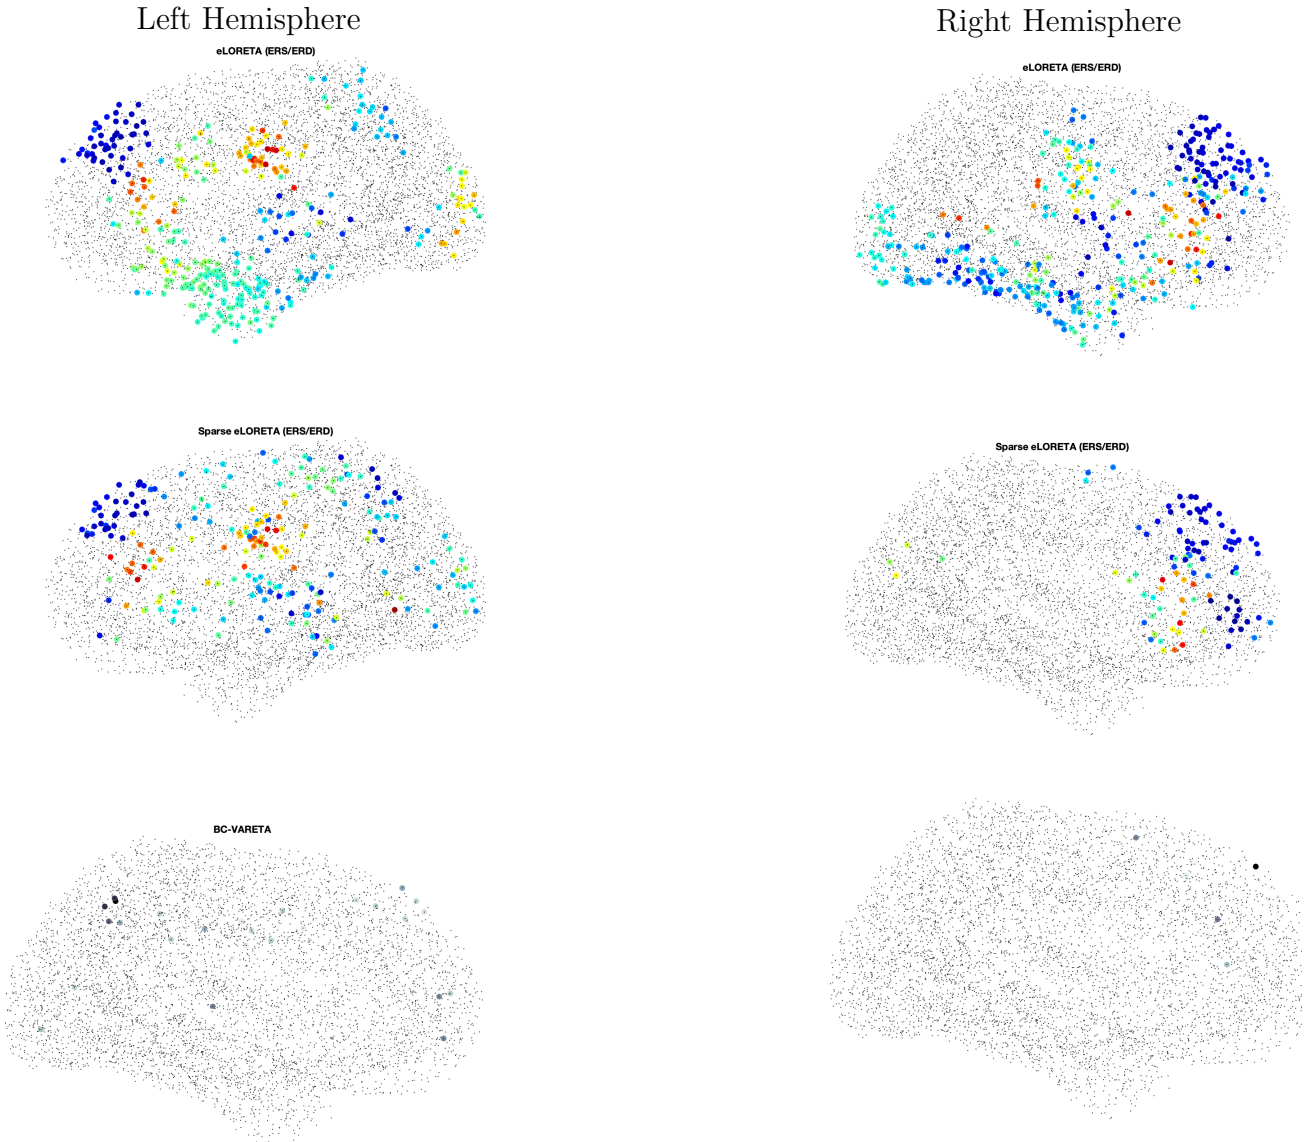 Left Hemisphere
Right Hemisphere
eLORETA (ERS/ERD)
eLORETA (ERS/ERD)
Sparse eLORETA (ERS/ERD)
Sparse eLORETA (ERS/ERD)
BC-VARETA